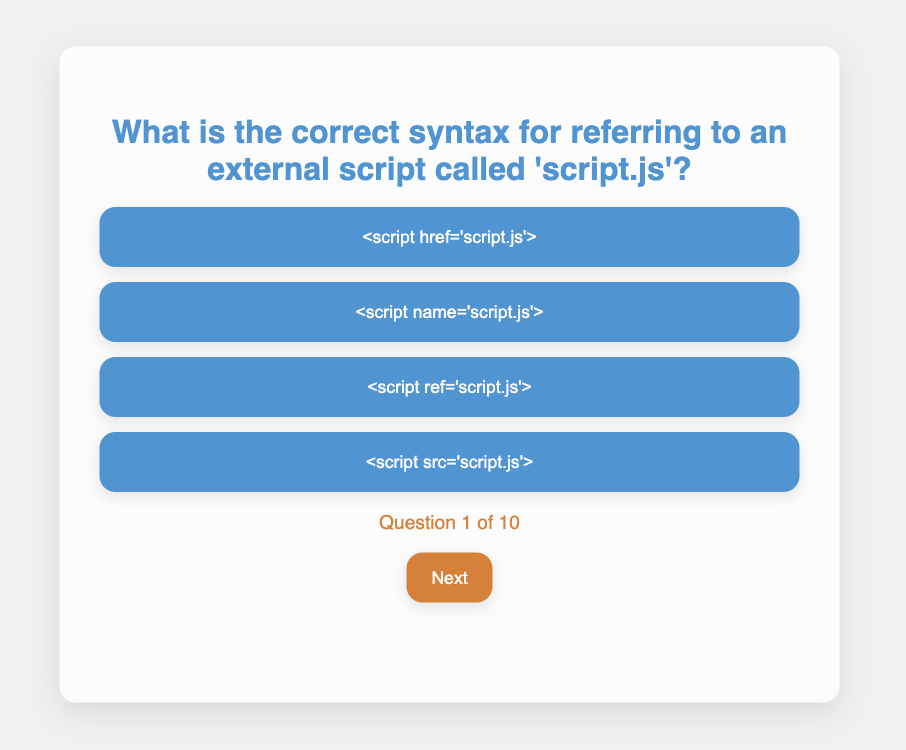 What is the correct syntax for referring to an
external script called 'script.js'?
<script href='script.js'>
<script name='script.js'>
<script ref='script.js'>
<script src='script.js'>
Question 1 of 10
Next